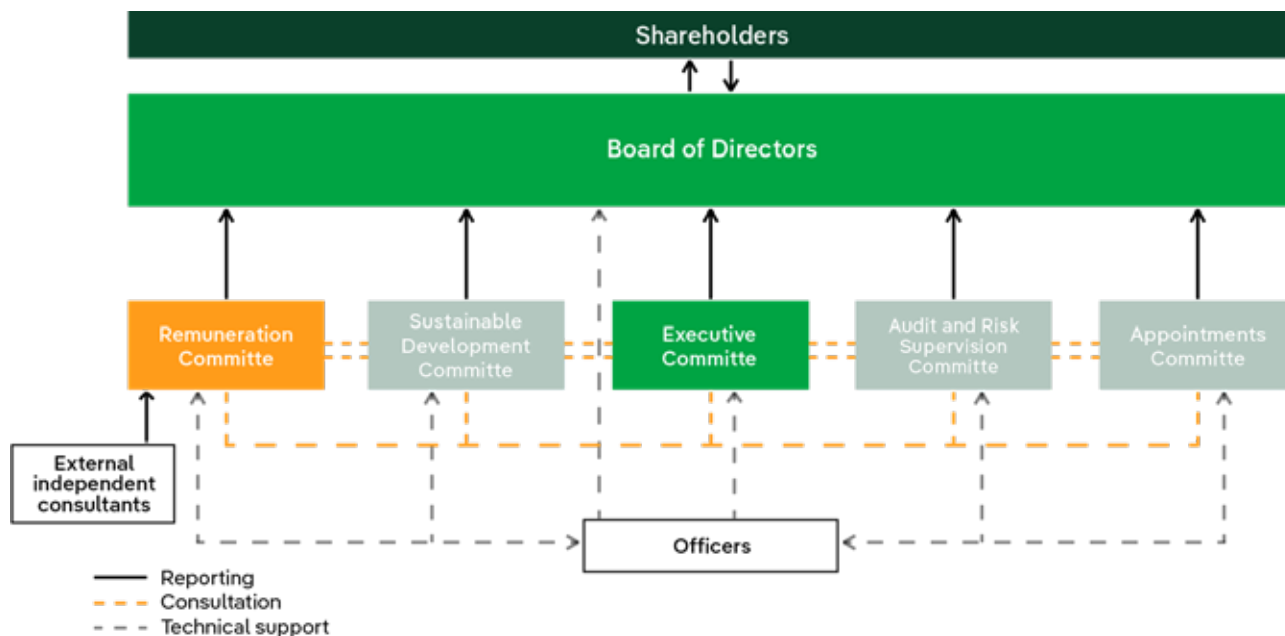 Shareholders
Board of Directors
Remuneration
Committe
Sustainable
Development
Committe
Executive
Committe
Audit and Risk
Supervision
Committe
Appointments
Committe
External
independent
consultants
Officers
Reporting
Consultation
Technical support